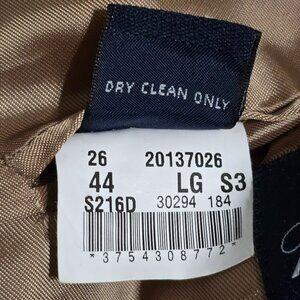 DRY CLEAN ONLY
26 20137026
44 LG S3
S216D 30294 184
*3754308772*